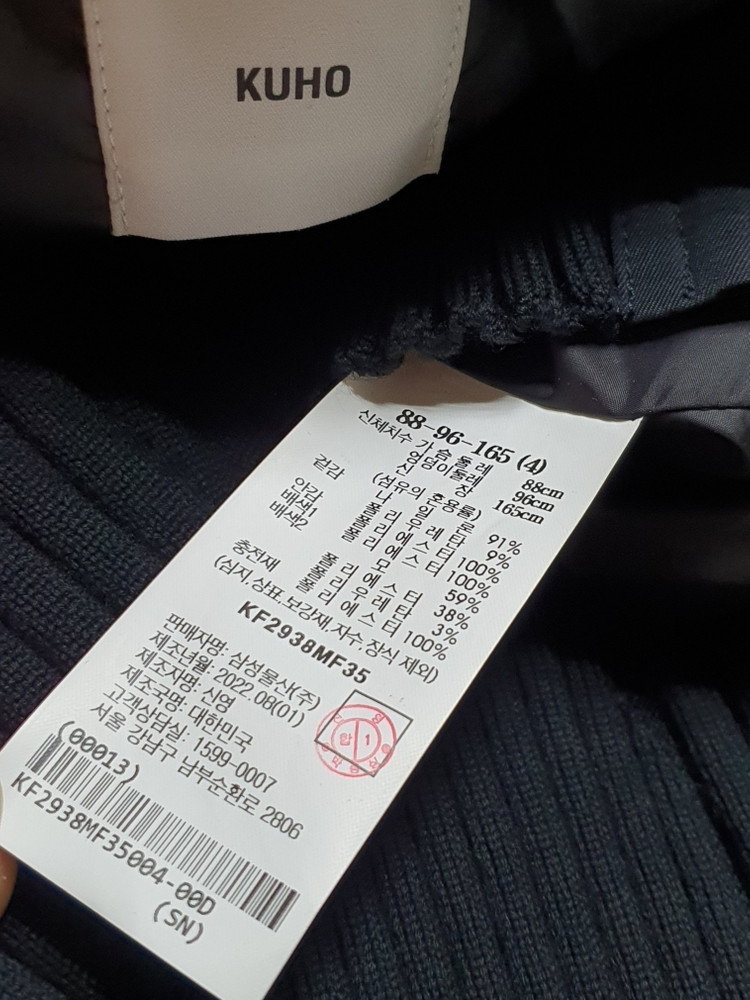 KUHO
88-96-165 (4)
신체치수 가슴둘레 88cm
엉덩이둘레 96cm
신 장 165cm
(섬유의 혼용률)
겉감 나 일 론 91%
폴 리 우 레 탄 9%
안감 폴 리 에 스 터 100%
배색1 폴 리 에 스 터 100%
배색2 모 59%
폴 리 에 스 터 38%
폴 리 우 레 탄 3%
충전재 폴 리 에 스 터 100%
(심지,상표,보강재,자수,장식 제외)
KF2938MF35
판매자명: 삼성물산(주)
제조년월: 2022.08(01)
제조자명: 신영
제조국명: 대한민국
고객상담실: 1599-0007
서울 강남구 남부순환로 2806
(00013)
KF2938MF35004-00D
(SN)